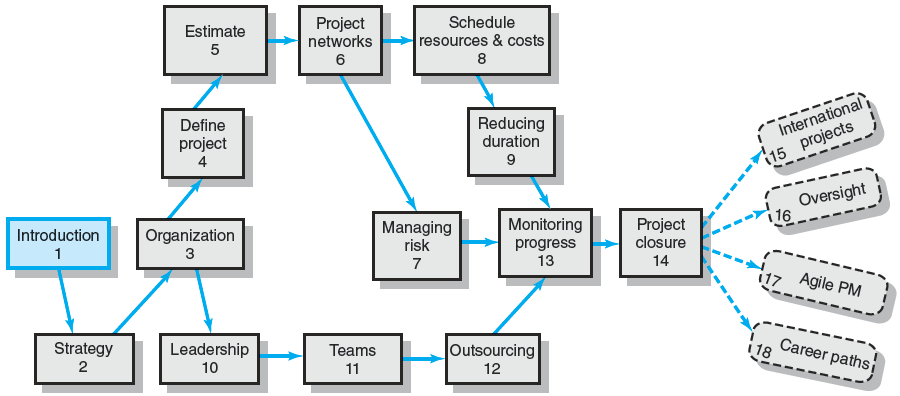 Introduction
1
Strategy
2
Organization
3
Define
project
4
Estimate
5
Project
networks
6
Managing
risk
7
Schedule
resources & costs
8
Reducing
duration
9
Leadership
10
Teams
11
Outsourcing
12
Monitoring
progress
13
Project
closure
14
International
projects
15
Oversight
16
Agile PM
17
Career paths
18